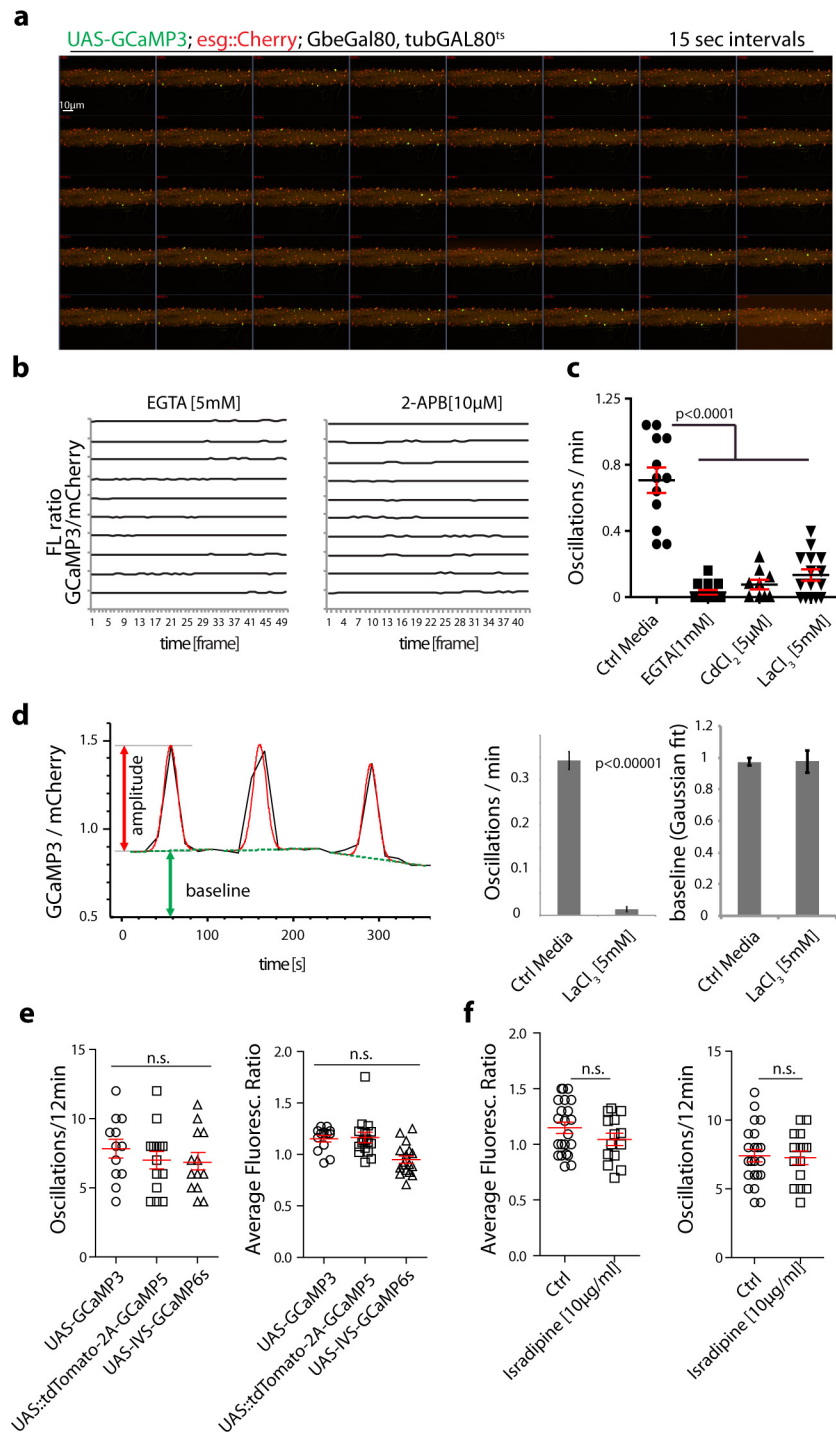 a
UAS-GCaMP3; esg::Cherry; GbeGal80, tubGAL80ts 15 sec intervals
10µm
b
EGTA [5mM] 2-APB[10µM]
FL ratio
GCaMP3/mCherry
1 5 9 13 17 21 25 29 33 37 41 45 49
1 4 7 10 13 16 19 22 25 28 31 34 37 40
time [frame] time [frame]
c
1.25
p<0.0001
0.8
0.4
0
Oscillations / min
Ctrl Media
EGTA[1mM]
CdCl2 [5µM]
LaCl3 [5mM]
d
1.5
1.3
1.1
0.9
0.5
GCaMP3 / mCherry
amplitude
baseline
0 100 200 300
time [s]
Oscillations / min
0.3
0
p<0.00001
Ctrl Media
LaCl3 [5mM]
baseline (Gaussian fit)
1.2
1
0.8
0.6
0.4
0.2
0
Ctrl Media
LaCl3 [5mM]
e
Oscillations/12min
15
10
5
0
n.s.
UAS-GCaMP3
UAS::tdTomato-2A-GCaMP5
UAS-IVS-GCaMP6s
Average Fluoresc. Ratio
2.0
1.5
1.0
0.0
n.s.
UAS-GCaMP3
UAS::tdTomato-2A-GCaMP5
UAS-IVS-GCaMP6s
f
Average Fluoresc. Ratio
2.0
1.5
1.0
0.5
0.0
n.s.
Ctrl
Isradipine [10µg/ml]
Oscillations/12min
15
10
5
0
n.s.
Ctrl
Isradipine [10µg/ml]